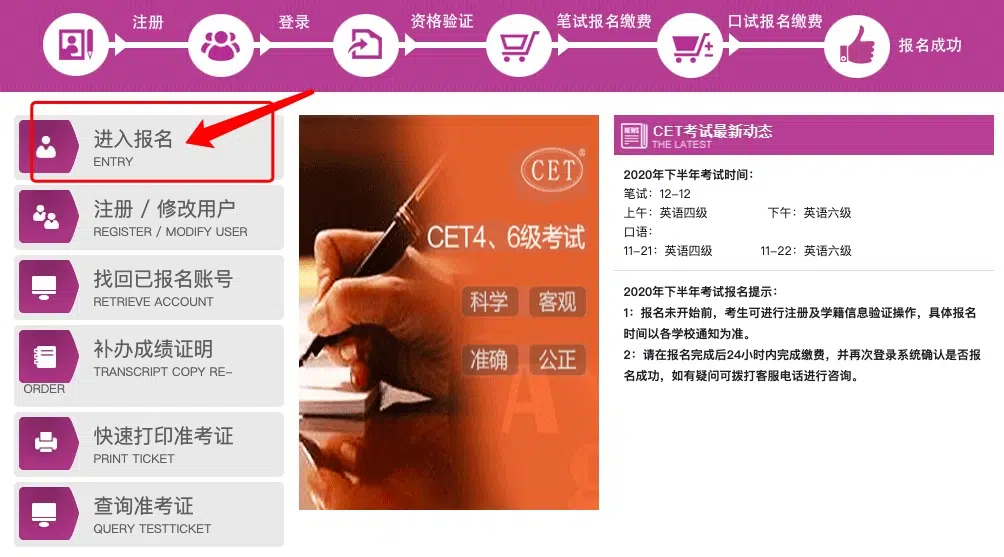 注册
登录
资格验证
笔试报名缴费
口试报名缴费
报名成功
进入报名
ENTRY
注册 / 修改用户
REGISTER / MODIFY USER
找回已报名账号
RETRIEVE ACCOUNT
补办成绩证明
TRANSCRIPT COPY RE-
ORDER
快速打印准考证
PRINT TICKET
查询准考证
QUERY TESTTICKET
CET®
CET4、6级考试
科学 客观
准确 公正
A
NEWS
CET考试最新动态
THE LATEST
2020年下半年考试时间：
笔试：12-12
上午：英语四级 下午：英语六级
口语：
11-21：英语四级 11-22：英语六级
2020年下半年考试报名提示：
1：报名未开始前，考生可进行注册及学籍信息验证操作，具体报名
时间以各学校通知为准。
2：请在报名完成后24小时内完成缴费，并再次登录系统确认是否报
名成功，如有疑问可拨打客服电话进行咨询。